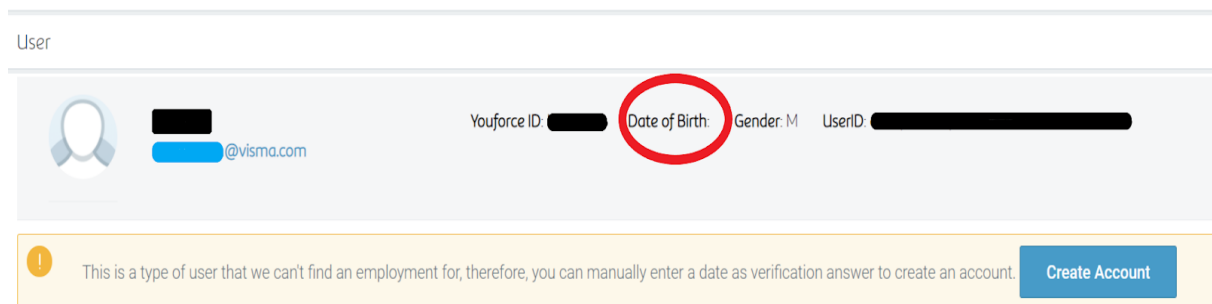 User
Youforce ID: Date of Birth: Gender: M UserID:
@visma.com
! This is a type of user that we can't find an employment for, therefore, you can manually enter a date as verification answer to create an account. Create Account